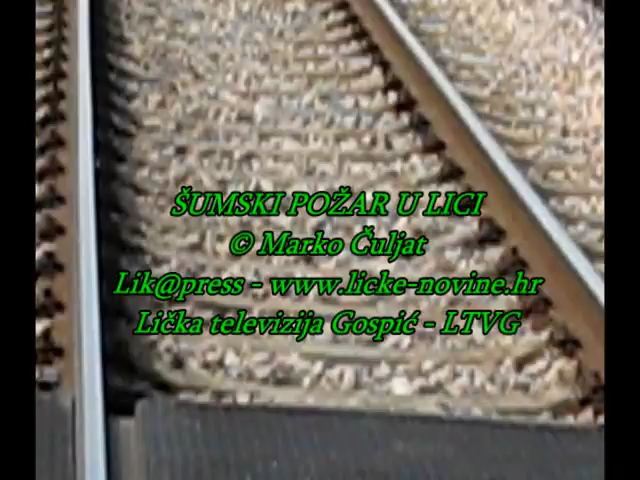 ŠUMSKI POŽAR U LICI
© Marko Čuljat
Lik@press - www.licke-novine.hr
Lička televizija Gospić - LTVG